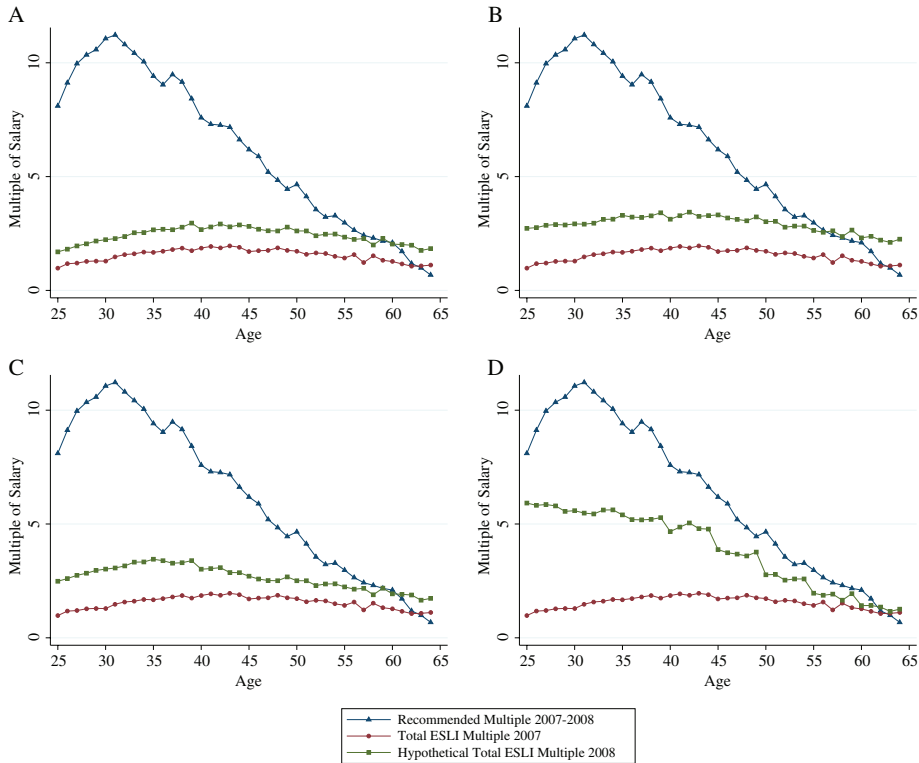 A
B
Multiple of Salary
0 5 10
25 30 35 40 45 50 55 60 65
Age
Multiple of Salary
0 5 10
25 30 35 40 45 50 55 60 65
Age
C
D
Multiple of Salary
0 5 10
25 30 35 40 45 50 55 60 65
Age
Multiple of Salary
0 5 10
25 30 35 40 45 50 55 60 65
Age
Recommended Multiple 2007-2008
Total ESLI Multiple 2007
Hypothetical Total ESLI Multiple 2008